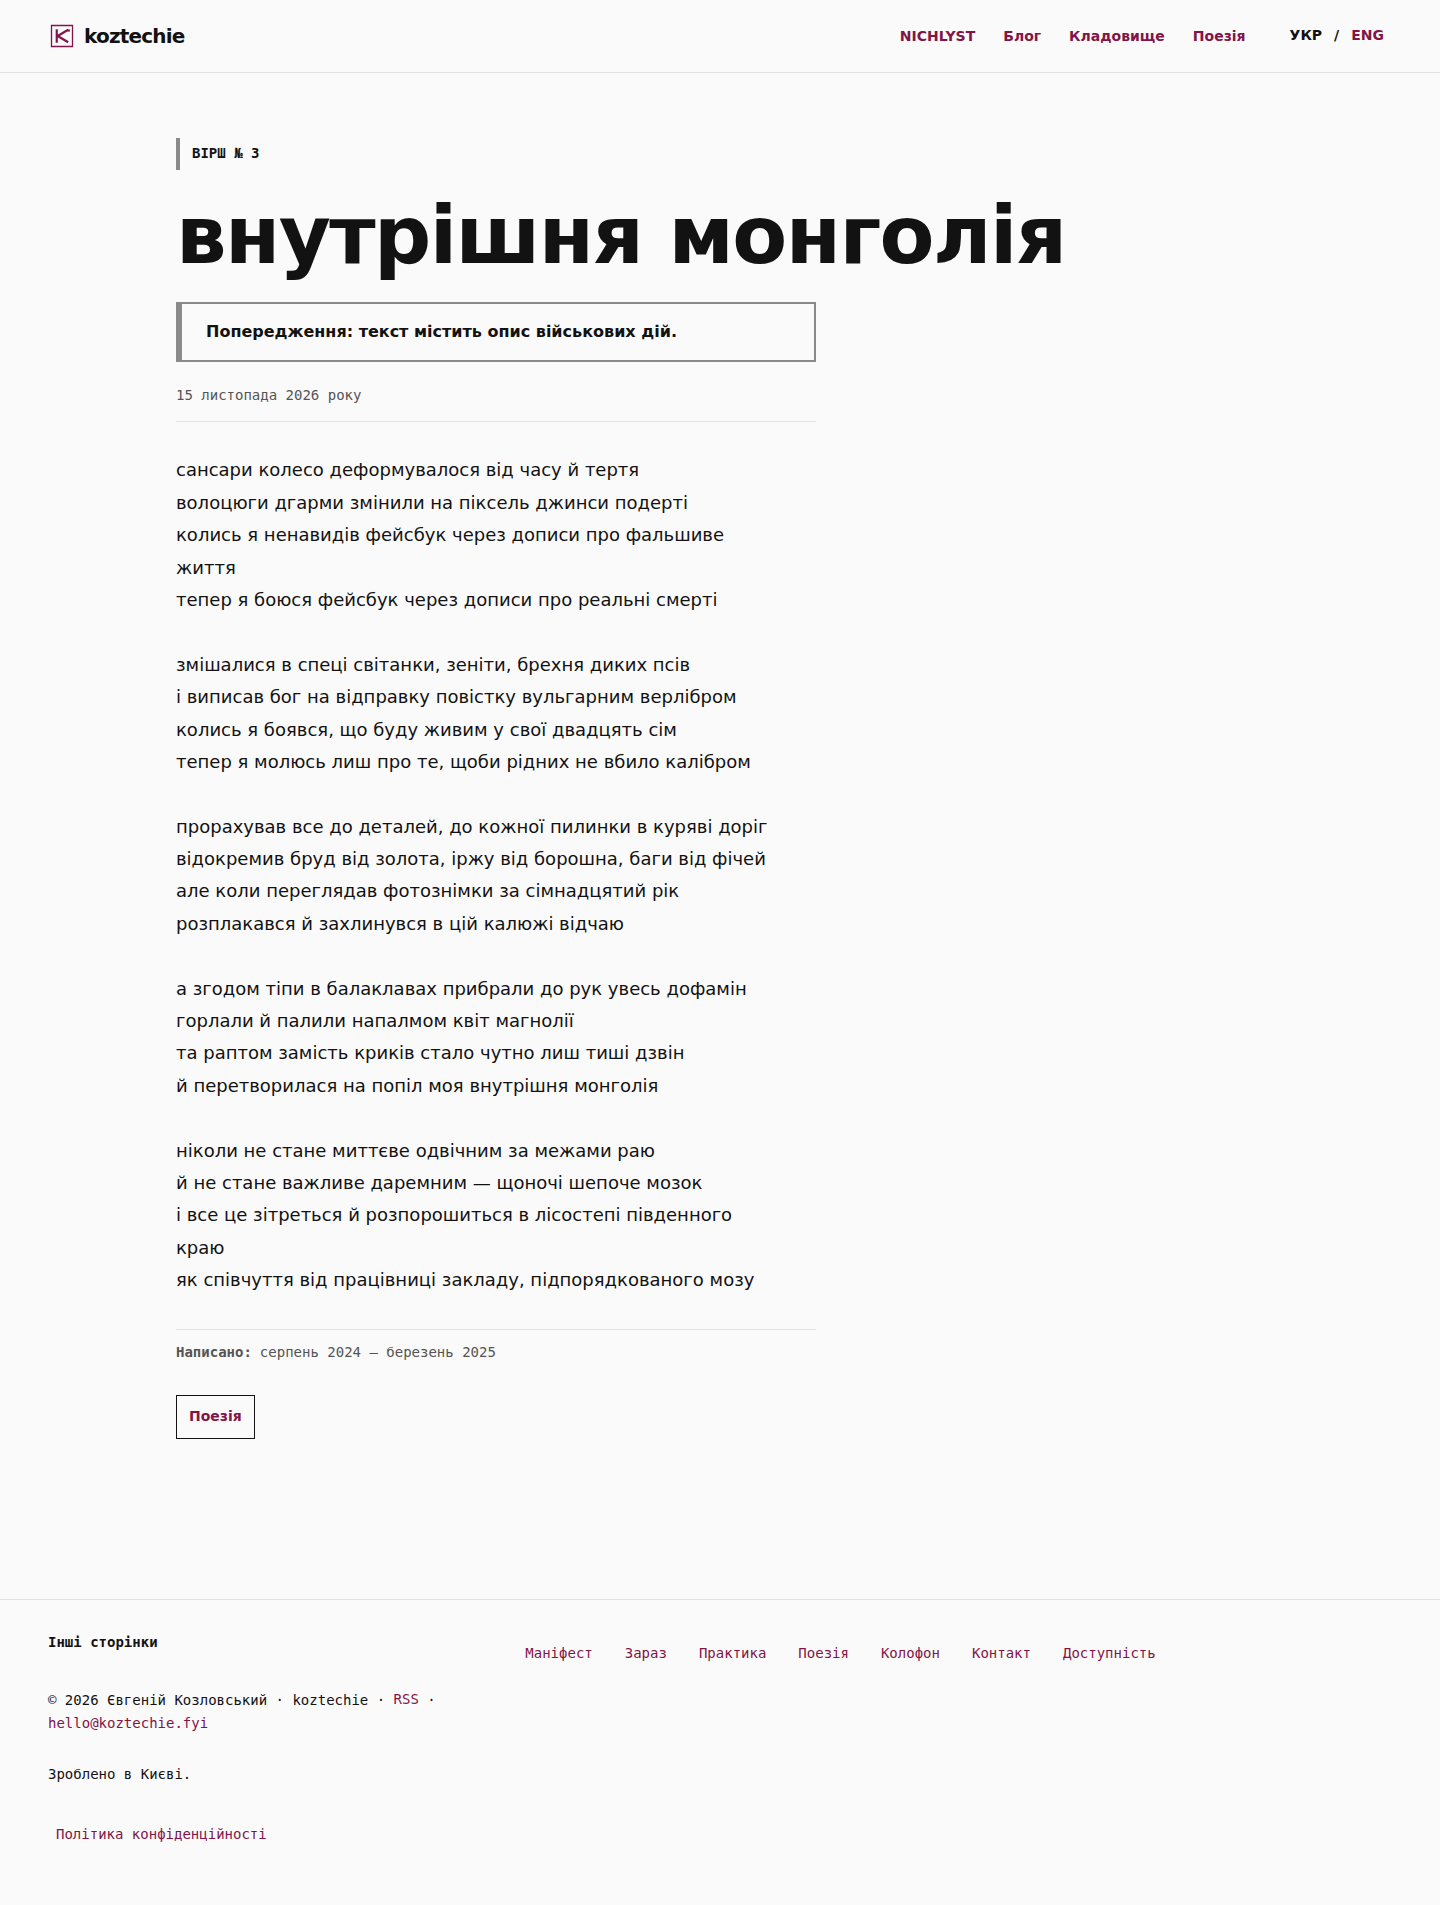 koztechie
NICHLYST Блог Кладовище Поезія УКР / ENG
ВІРШ № 3
внутрішня монголія
Попередження: текст містить опис військових дій.
15 листопада 2026 року
сансари колесо деформувалося від часу й тертя
волоцюги дгарми змінили на піксель джинси подерті
колись я ненавидів фейсбук через дописи про фальшиве
життя
тепер я боюся фейсбук через дописи про реальні смерті
змішалися в спеці світанки, зеніти, брехня диких псів
і виписав бог на відправку повістку вульгарним верлібром
колись я боявся, що буду живим у свої двадцять сім
тепер я молюсь лиш про те, щоби рідних не вбило калібром
прорахував все до деталей, до кожної пилинки в куряві доріг
відокремив бруд від золота, іржу від борошна, баги від фічей
але коли переглядав фотознімки за сімнадцятий рік
розплакався й захлинувся в цій калюжі відчаю
а згодом тіпи в балаклавах прибрали до рук увесь дофамін
горлали й палили напалмом квіт магнолії
та раптом замість криків стало чутно лиш тиші дзвін
й перетворилася на попіл моя внутрішня монголія
ніколи не стане миттєве одвічним за межами раю
й не стане важливе даремним — щоночі шепоче мозок
і все це зітреться й розпорошиться в лісостепі південного
краю
як співчуття від працівниці закладу, підпорядкованого мозу
Написано: серпень 2024 — березень 2025
Поезія
Інші сторінки
Маніфест Зараз Практика Поезія Колофон Контакт Доступність
© 2026 Євгеній Козловський · koztechie · RSS ·
hello@koztechie.fyi
Зроблено в Києві.
Політика конфіденційності